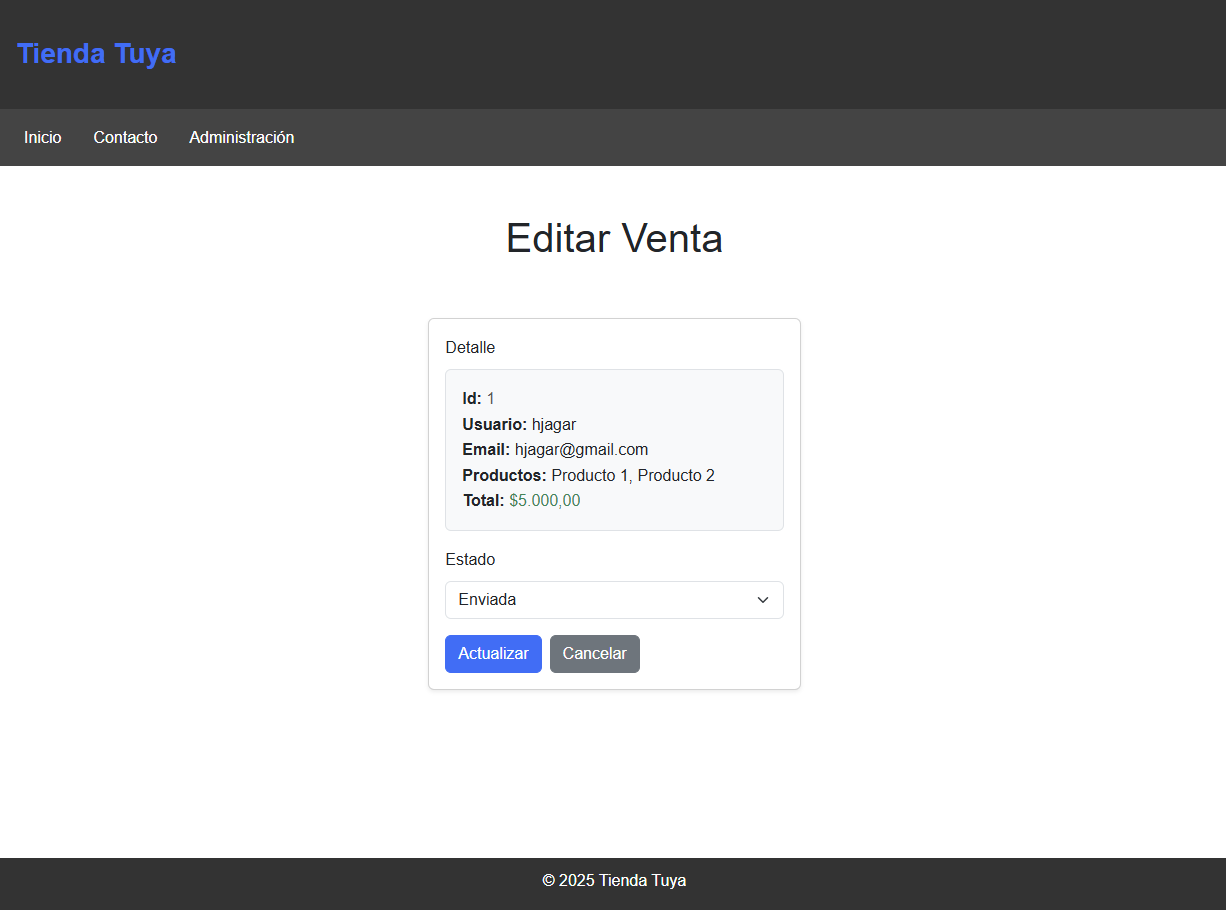 Tienda Tuya
Inicio Contacto Administración
Editar Venta
Detalle
Id: 1
Usuario: hjagar
Email: hjagar@gmail.com
Productos: Producto 1, Producto 2
Total: $5.000,00
Estado
Enviada
Actualizar Cancelar
© 2025 Tienda Tuya